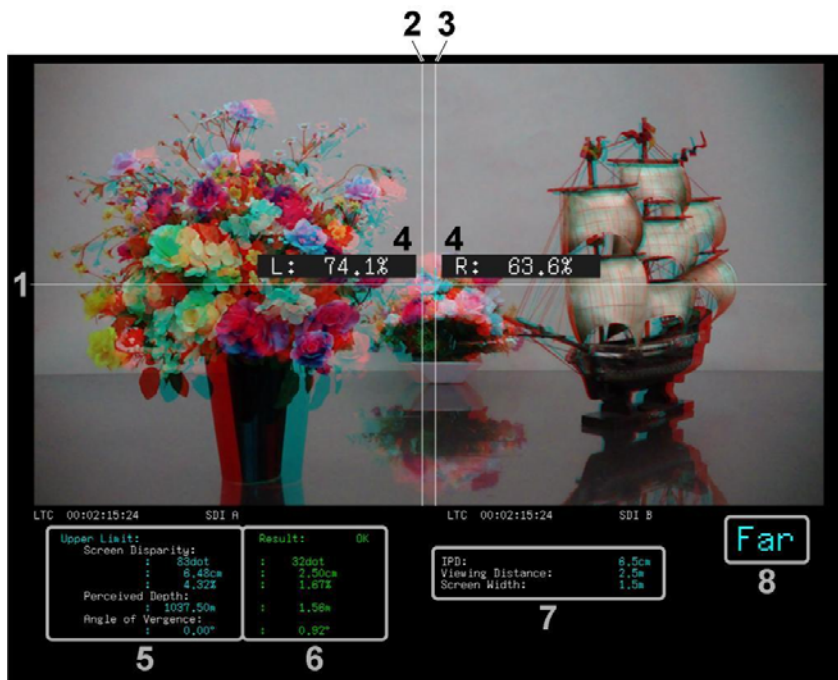 2 3
4 4
L: 74.1% R: 63.6%
1
LTC 00:02:15:24 SDI A LTC 00:02:15:24 SDI B
Upper Limit: Result: OK
Screen Disparity:
: 83dot : 32dot
: 6.48cm : 2.50cm
: 4.32% : 1.67%
Perceived Depth:
: 1037.50m : 1.56m
Angle of Vergence:
: 0.00° : 0.92°
IPD: 6.5cm
Viewing Distance: 2.5m
Screen Width: 1.5m
Far
5 6 7 8